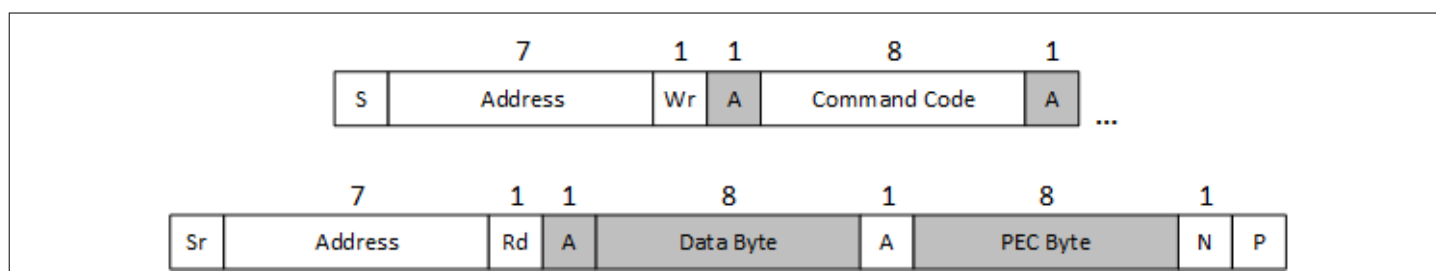 7 1 1 8 1
S Address Wr A Command Code A ...
7 1 1 8 1 8 1
Sr Address Rd A Data Byte A PEC Byte N P